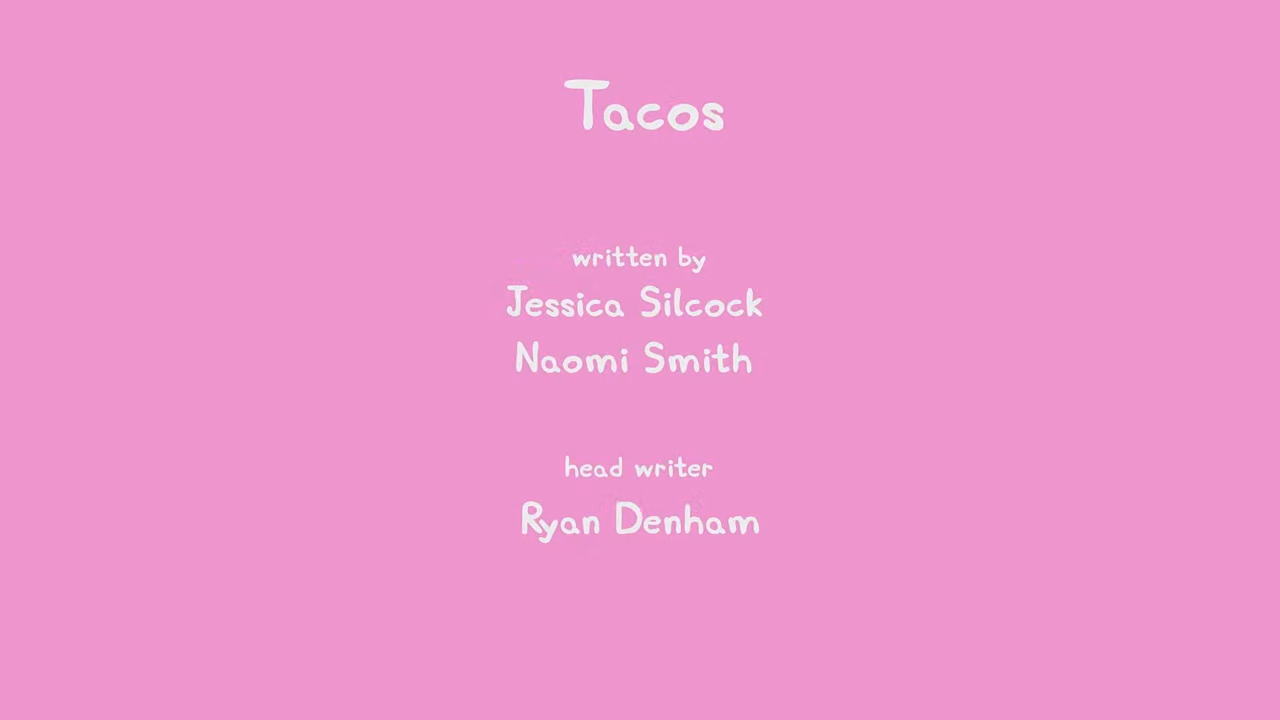 Tacos
written by
Jessica Silcock
Naomi Smith
head writer
Ryan Denham